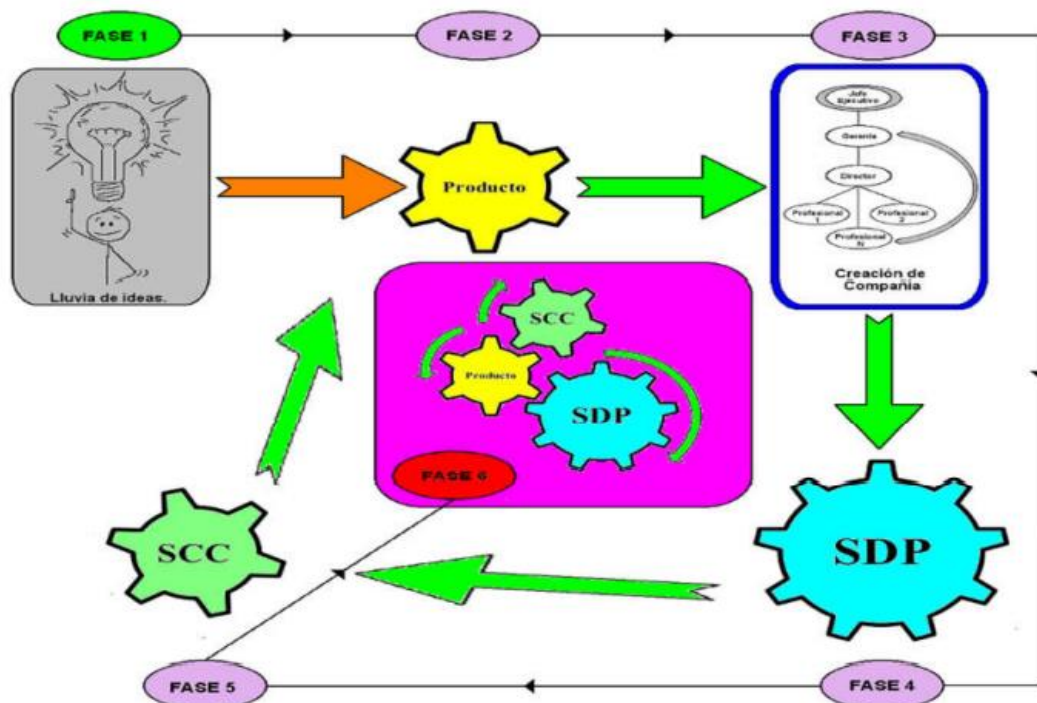 FASE 1
FASE 2
FASE 3
Jefe
Ejecutivo
Gerente
Director
Profesional
1
Profesional
2
Profesional
N
Creación de
Compañia
Lluvia de ideas.
Producto
SCC
Producto
SDP
FASE 6
SCC
SDP
FASE 5
FASE 4